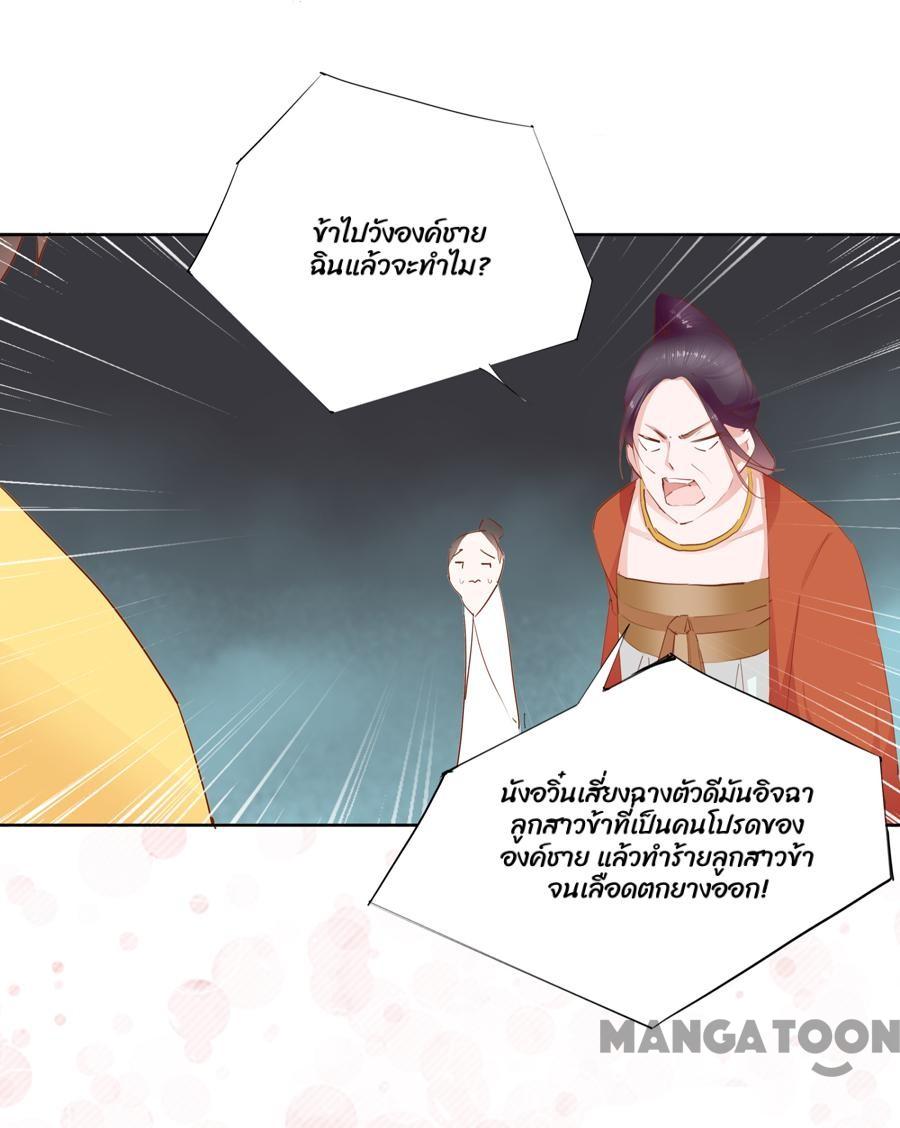 ข้าไปวังองค์ชาย
ฉินแล้วจะทำไม?
นังอวิ๋นเสี่ยงฉางตัวดีมันอิจฉา
ลูกสาวข้าที่เป็นคนโปรดของ
องค์ชาย แล้วทำร้ายลูกสาวข้า
จนเลือดตกยางออก!
MANGATOON